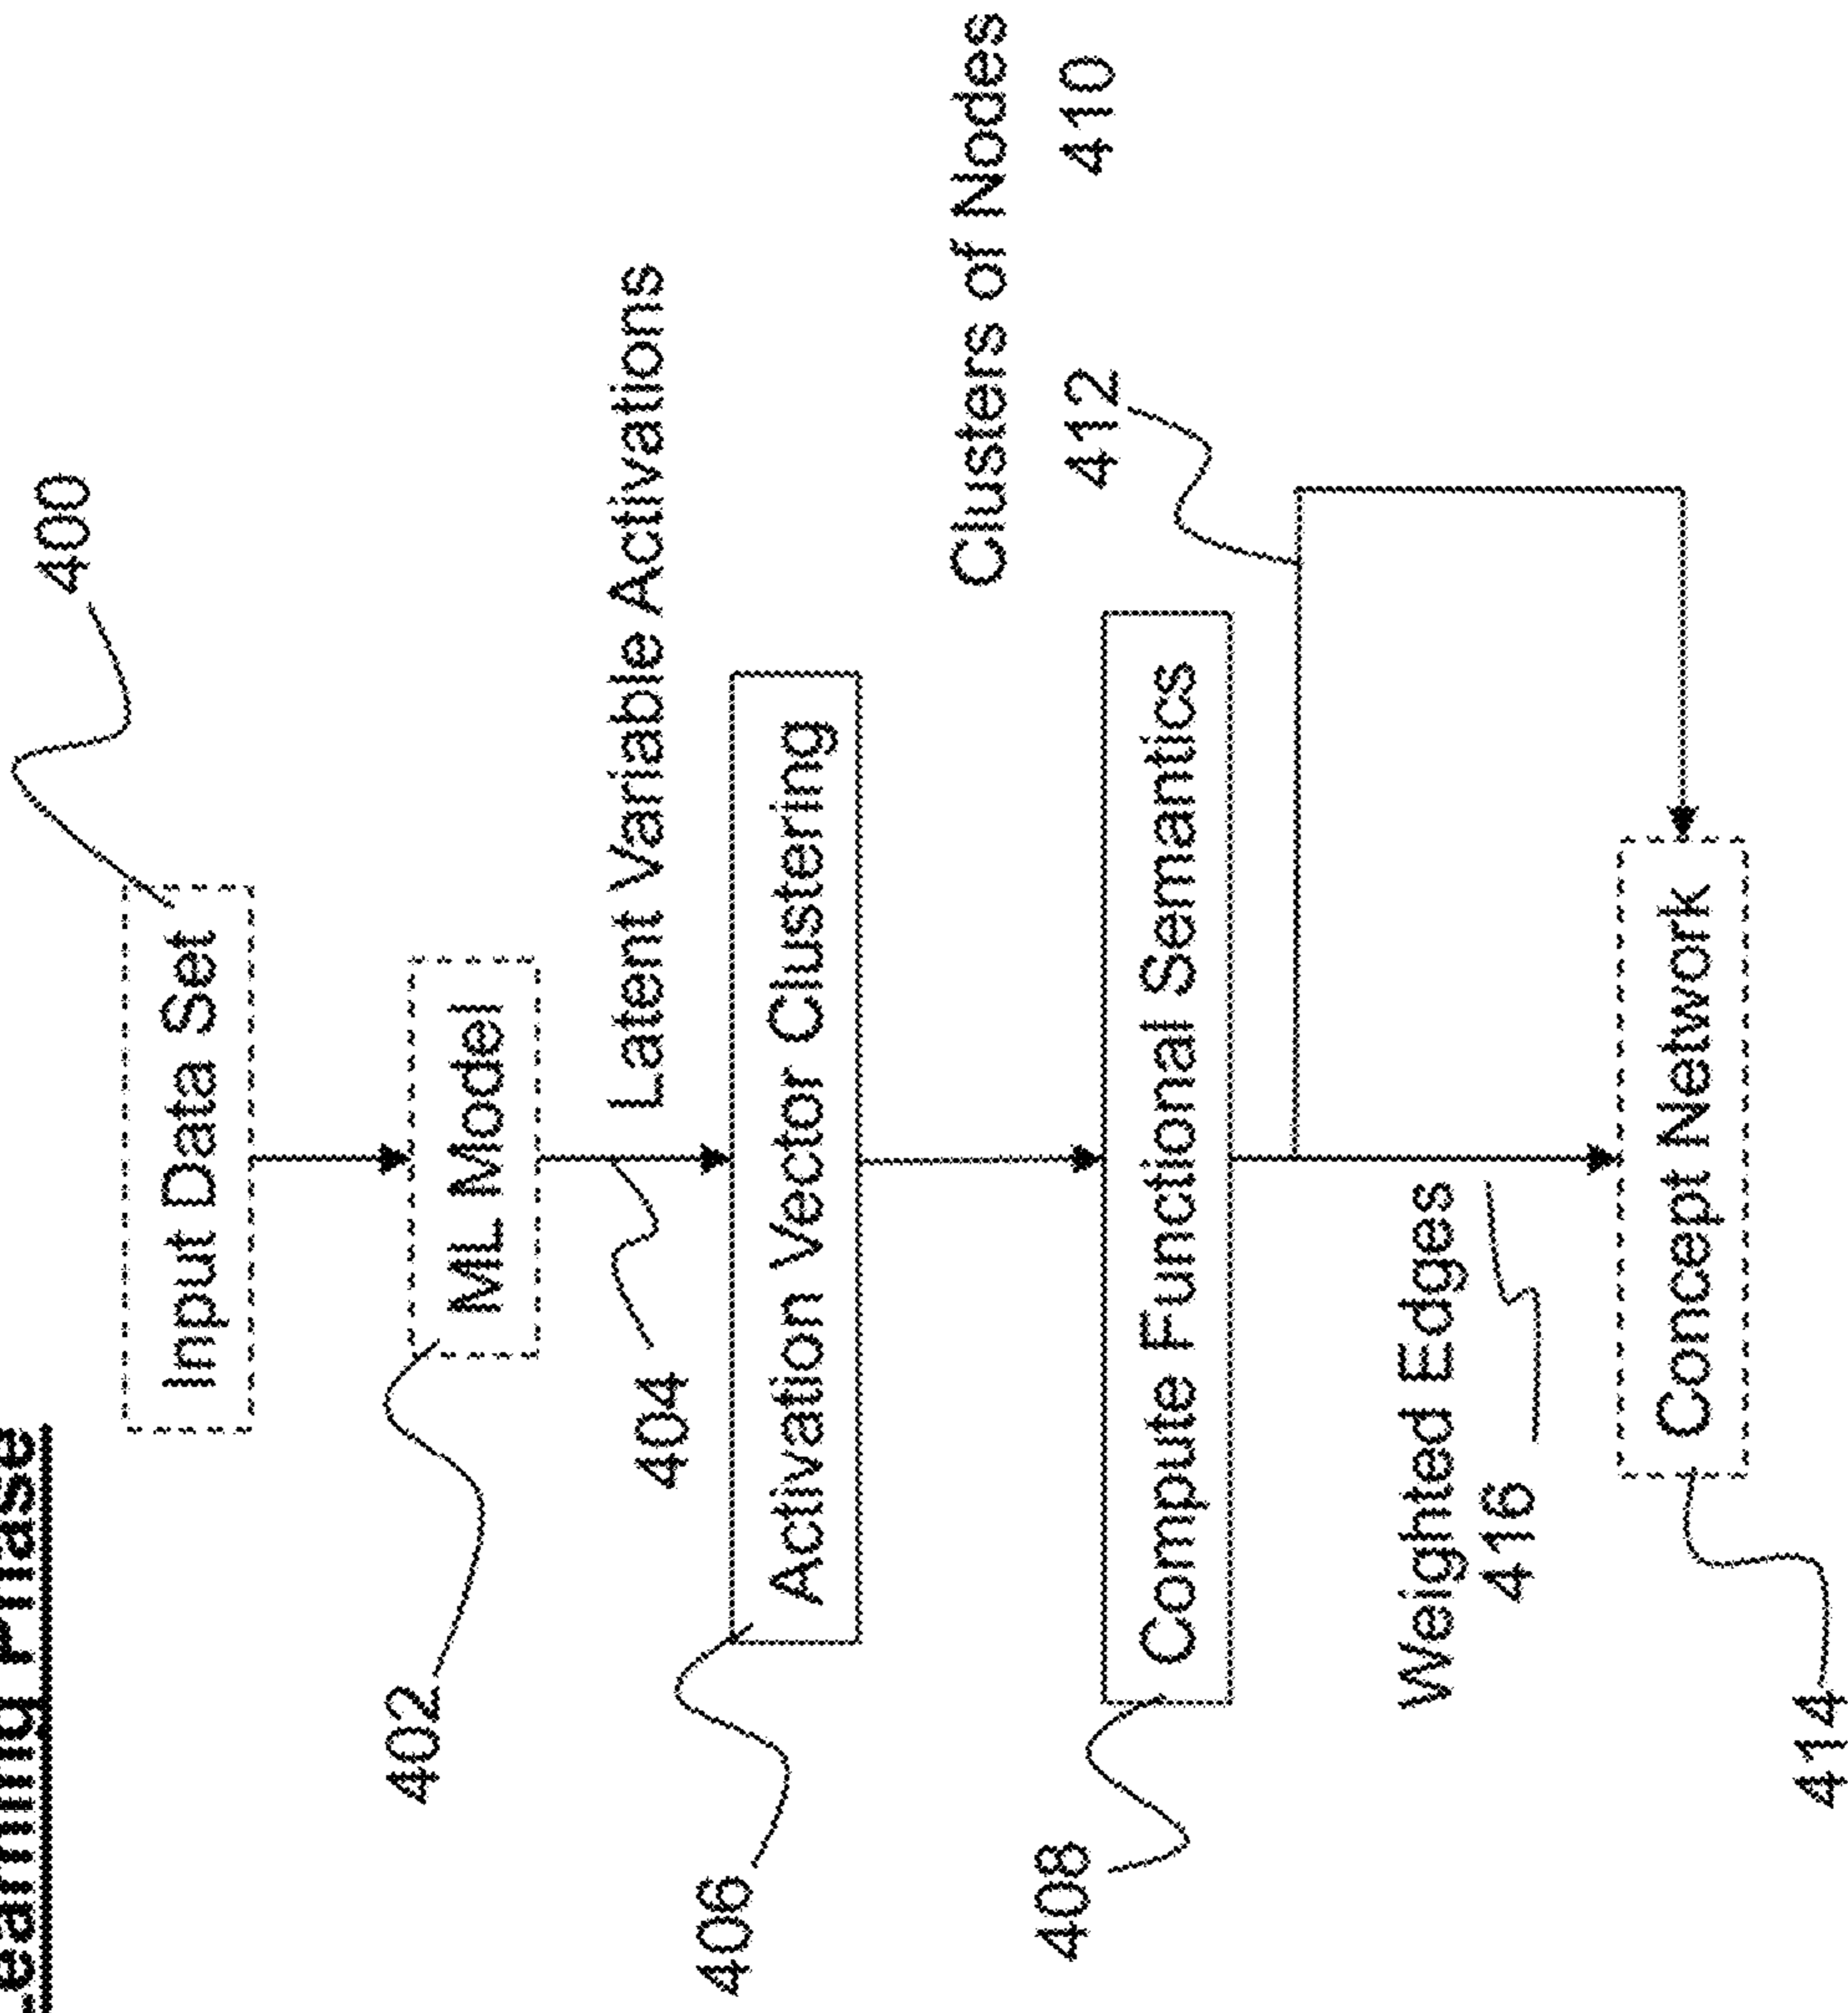 Learning Phase
400
Input Data Set
402
ML Model
404
Latent Variable Activations
406
Activation Vector Clustering
Clusters of Nodes
410
408
Compute Functional Semantics
412
Weighted Edges
416
Concept Network
414